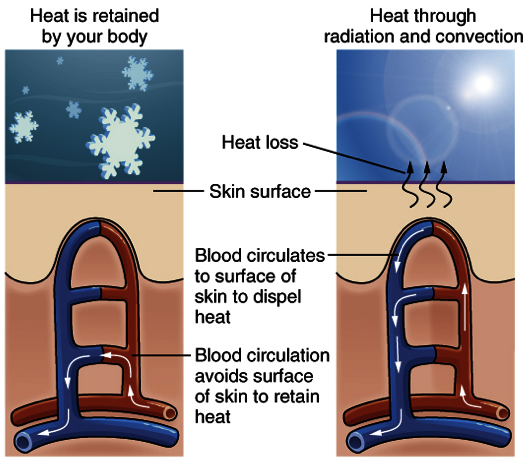 Heat is retained
by your body
Heat through
radiation and convection
Heat loss
Skin surface
Blood circulates
to surface of
skin to dispel
heat
Blood circulation
avoids surface
of skin to retain
heat